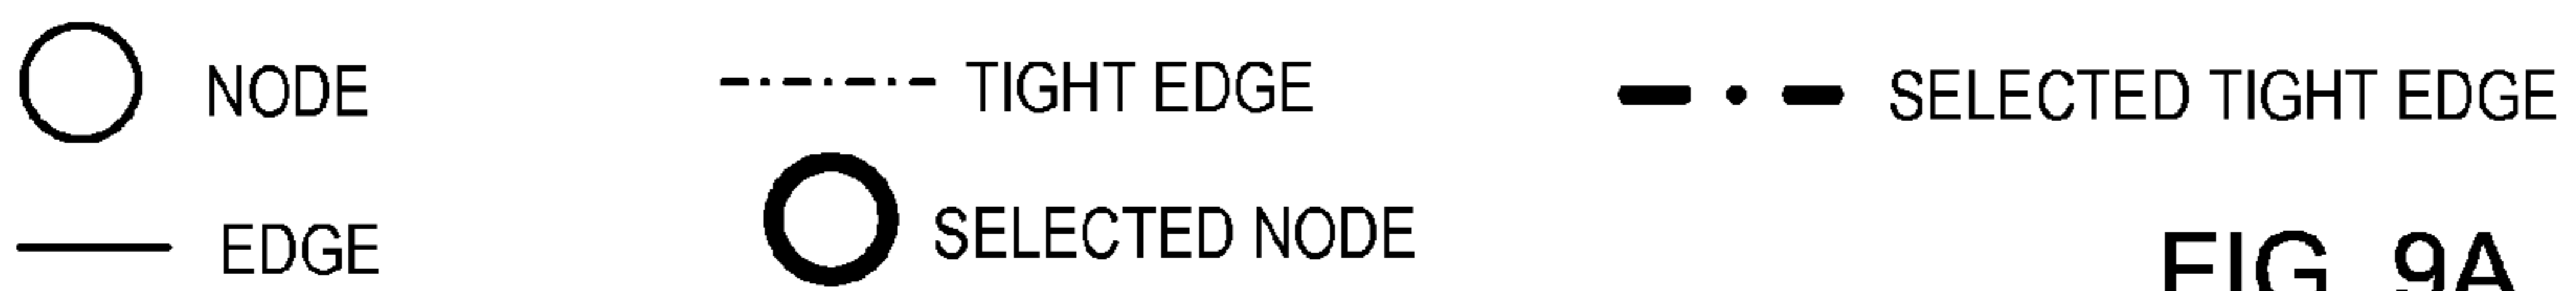 NODE
TIGHT EDGE
SELECTED TIGHT EDGE
EDGE
SELECTED NODE
FIG. 9A